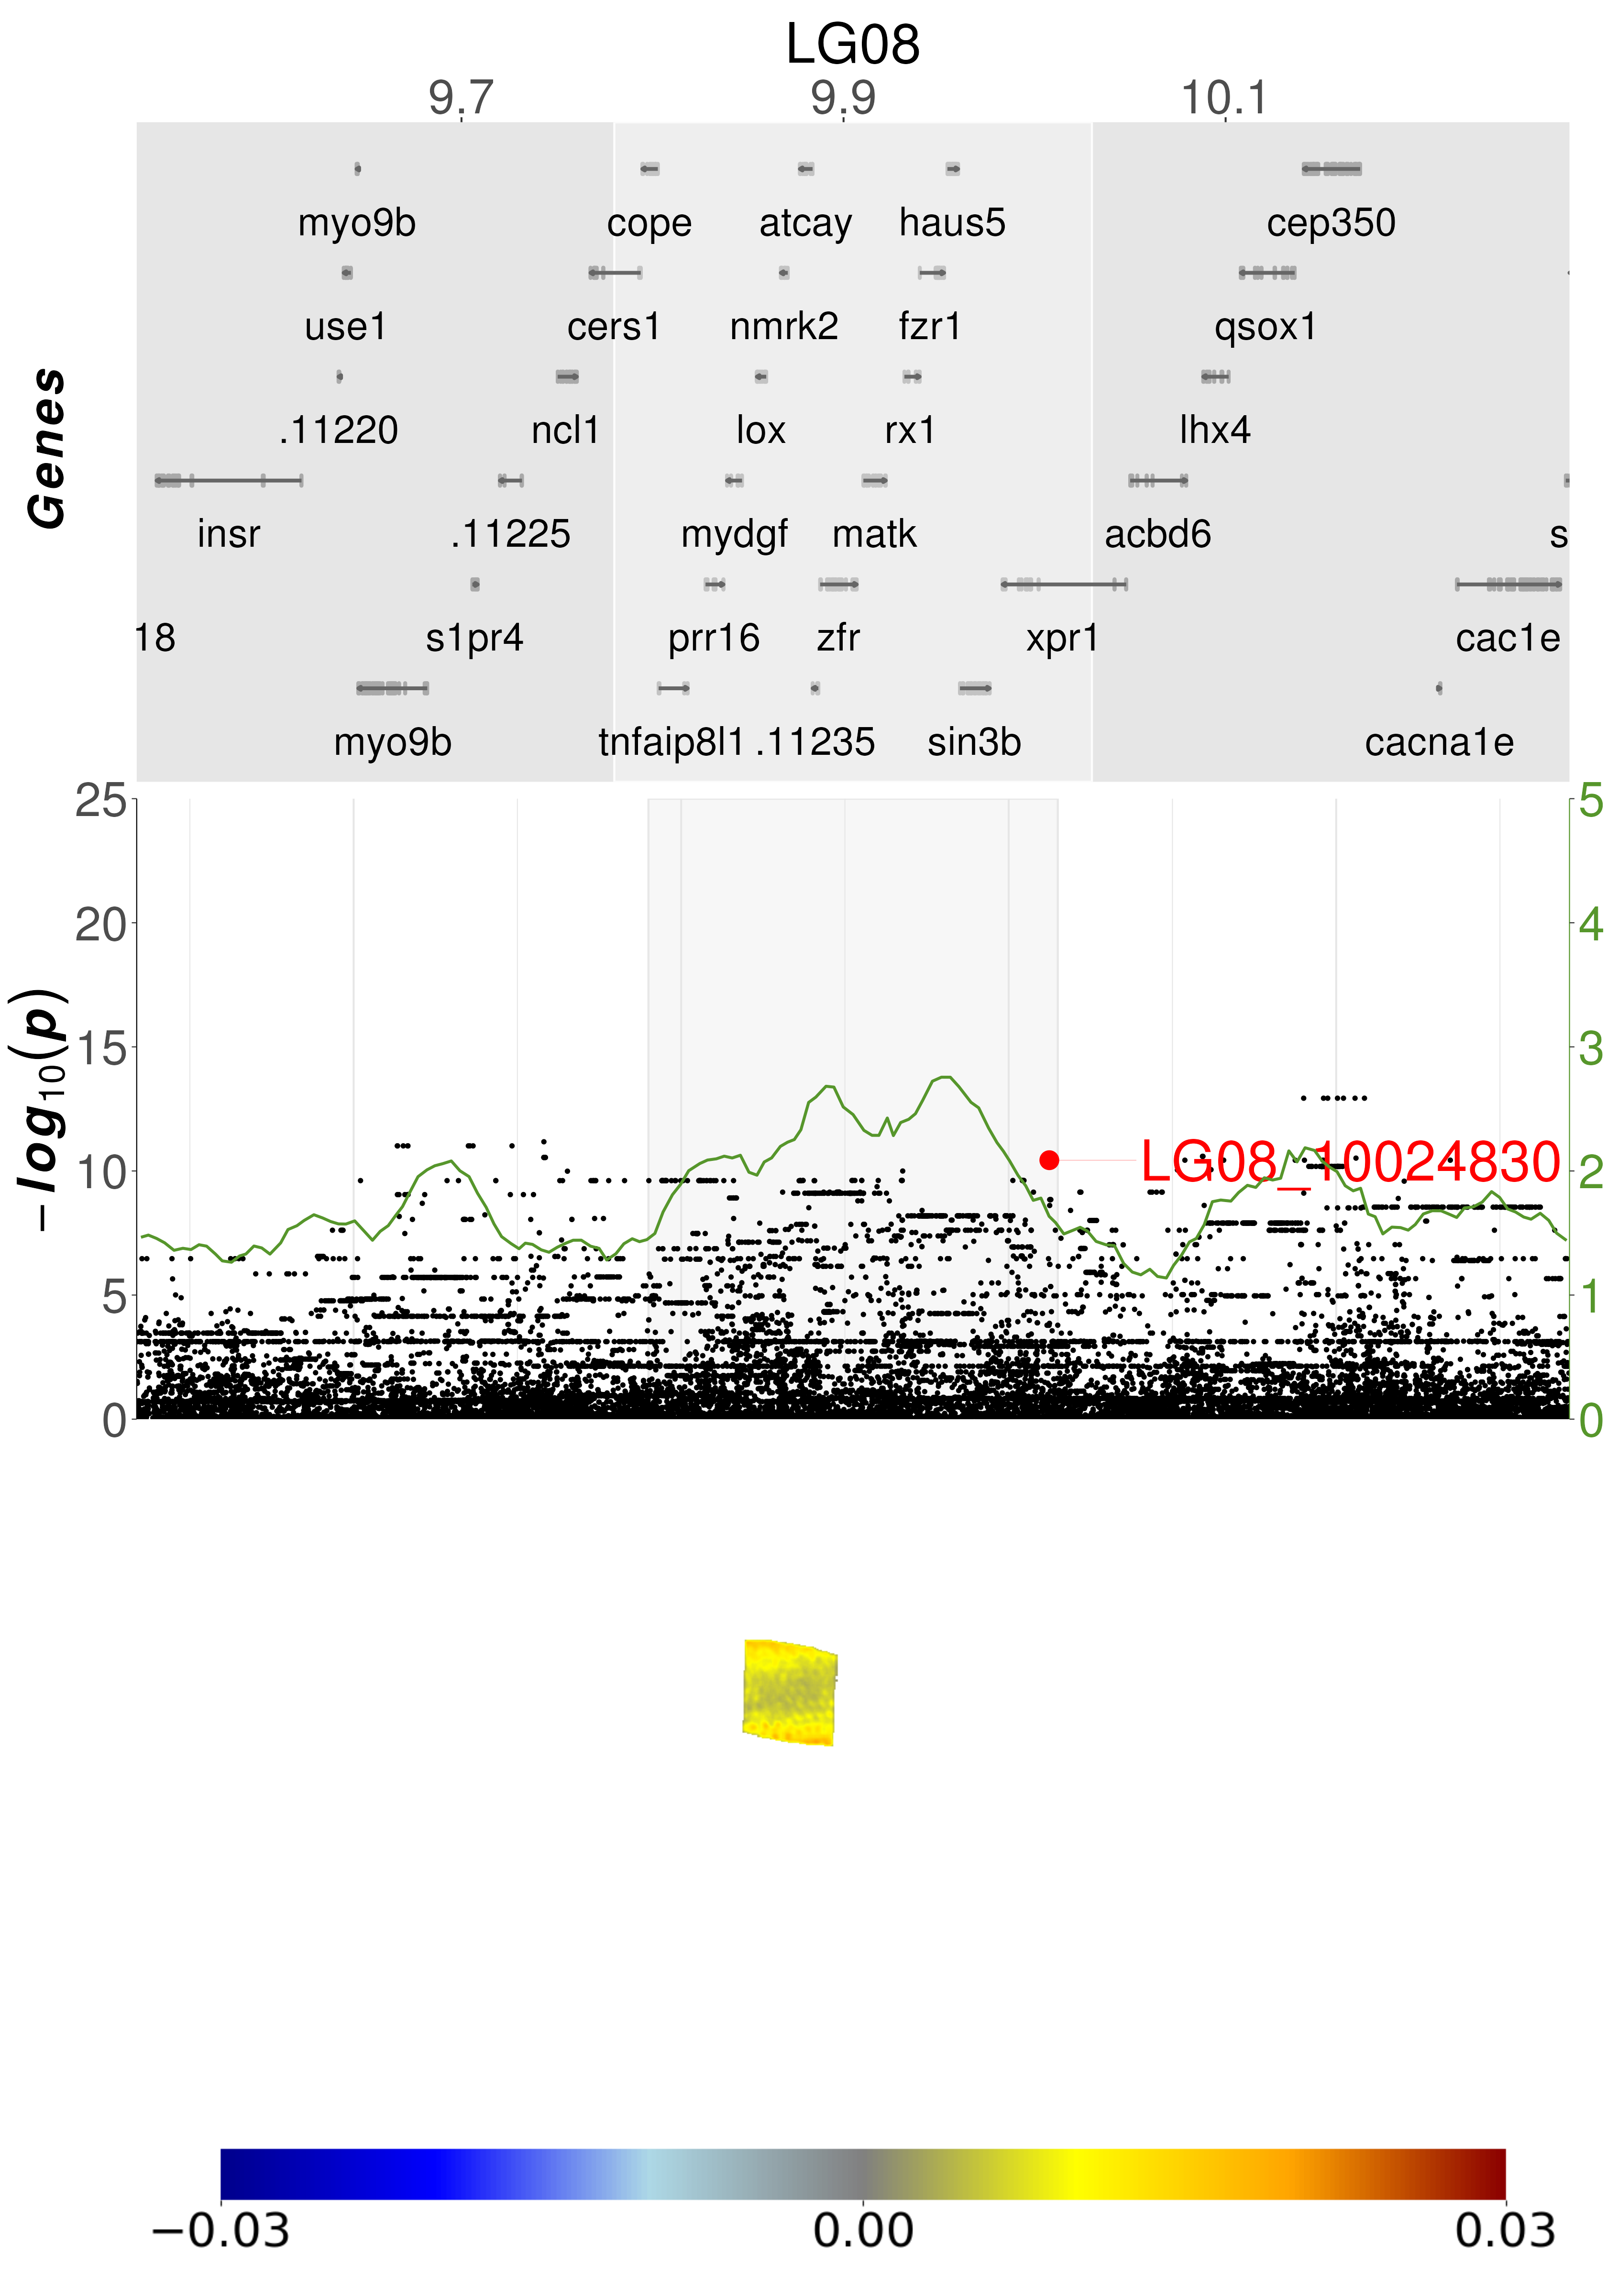 LG08
9.7 9.9 10.1
Genes
myo9b cope atcay haus5 cep350
use1 cers1 nmrk2 fzr1 qsox1
.11220 ncl1 lox rx1 lhx4
insr .11225 mydgf matk acbd6 s
18 s1pr4 prr16 zfr xpr1 cac1e
myo9b tnfaip8l1 .11235 sin3b cacna1e
25 5
20 4
15 3
10 2
5 1
0 0
−log10(p)
LG08_10024830
−0.03 0.00 0.03